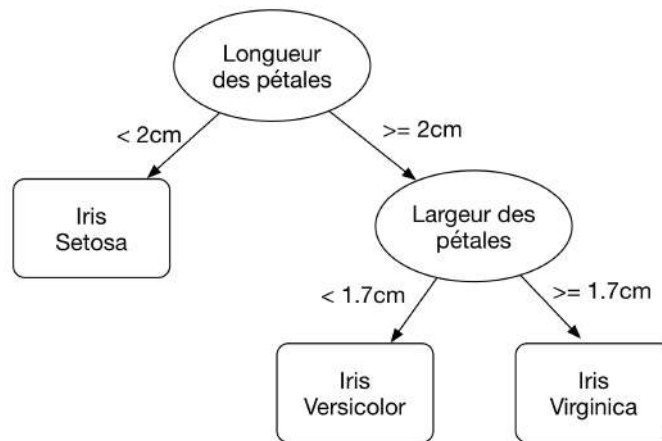 Longueur
des pétales
< 2cm
>= 2cm
Iris
Setosa
Largeur des
pétales
< 1.7cm
>= 1.7cm
Iris
Versicolor
Iris
Virginica